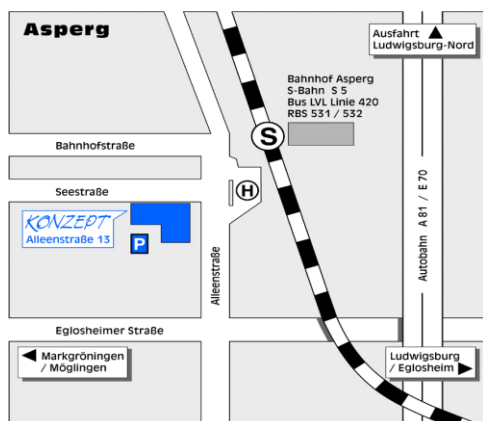 Asperg
Ausfahrt ▲
Ludwigsburg-Nord
Bahnhof Asperg
S-Bahn S 5
Bus LVL Linie 420
RBS 531 / 532
S
Bahnhofstraße
Seestraße
H
KONZEPT
Alleenstraße 13
P
Alleenstraße
Autobahn A 81 / E 70
Eglosheimer Straße
◀ Markgröningen
/ Möglingen
Ludwigsburg
/ Eglosheim ▶